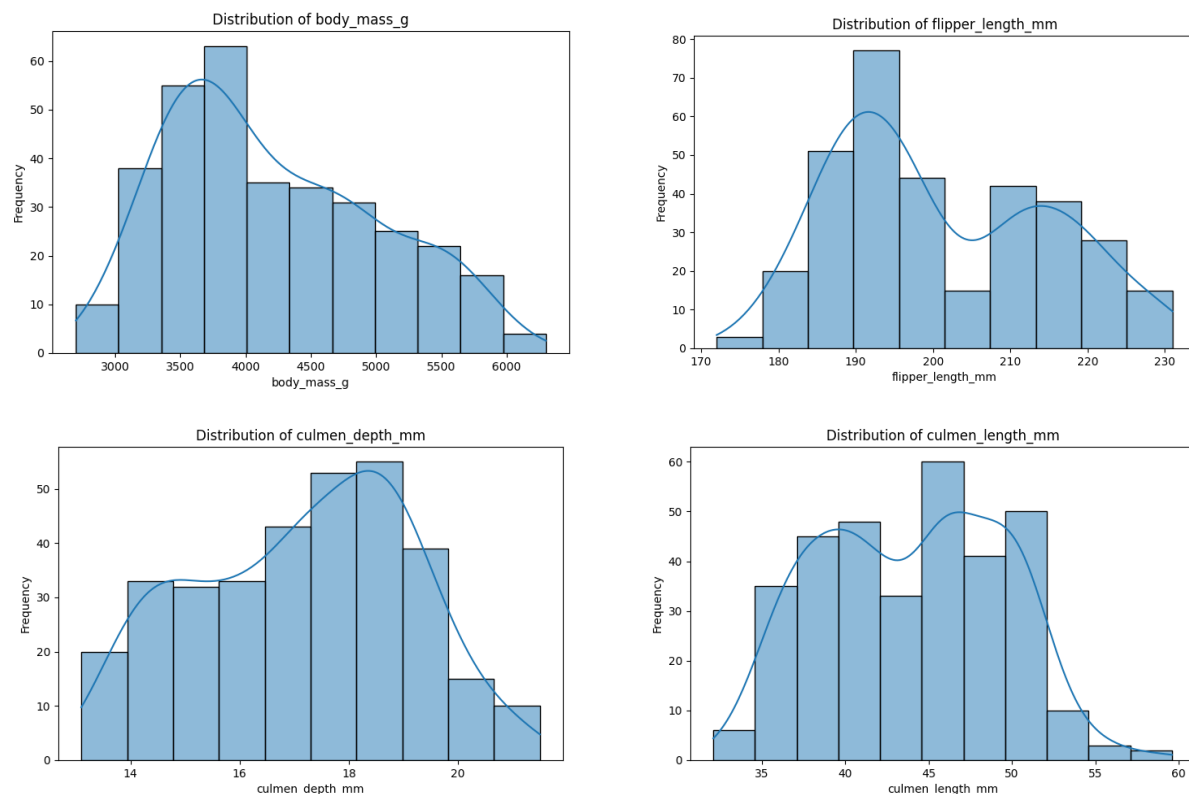 Distribution of body_mass_g
Frequency
60
50
40
30
20
10
0
3000 3500 4000 4500 5000 5500 6000
body_mass_g
Distribution of flipper_length_mm
Frequency
80
70
60
50
40
30
20
10
0
170 180 190 200 210 220 230
flipper_length_mm
Distribution of culmen_depth_mm
Frequency
50
40
30
20
10
0
14 16 18 20
culmen_depth_mm
Distribution of culmen_length_mm
Frequency
60
50
40
30
20
10
0
35 40 45 50 55 60
culmen_length_mm